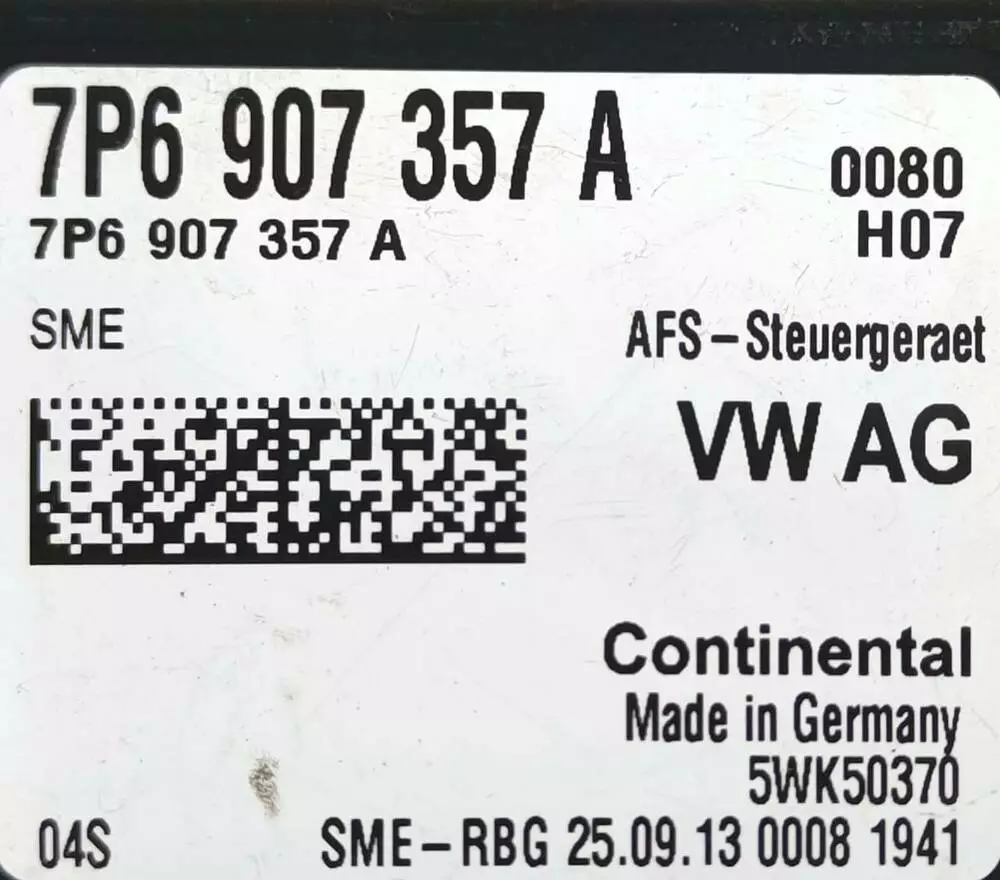 7P6 907 357 A
0080
7P6 907 357 A
H07
SME
AFS-Steuergeraet
VW AG
Continental
Made in Germany
5WK50370
04S
SME-RBG 25.09.13 0008 1941